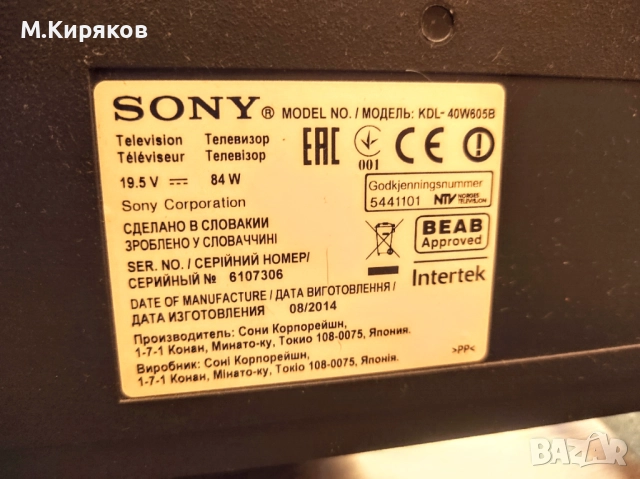 М.Киряков
SONY® MODEL NO. / МОДЕЛЬ: KDL- 40W605B
Television Телевизор
Téléviseur Телевізор
19.5 V 84 W
Sony Corporation
EAC 001 CE
Godkjenningsnummer
5441101 NTV NORGES TELEVISJON
СДЕЛАНО В СЛОВАКИИ
ЗРОБЛЕНО У СЛОВАЧЧИНІ
BEAB
Approved
SER. NO. / СЕРІЙНИЙ НОМЕР/
СЕРИЙНЫЙ № 6107306
Intertek
DATE OF MANUFACTURE / ДАТА ВИГОТОВЛЕННЯ /
ДАТА ИЗГОТОВЛЕНИЯ 08/2014
Производитель: Сони Корпорейшн,
1-7-1 Конан, Минато-ку, Токио 108-0075, Япония.
Виробник: Соні Корпорейшн,
1-7-1 Конан, Мінато-ку, Токіо 108-0075, Японія.
>PP<
BAZAR